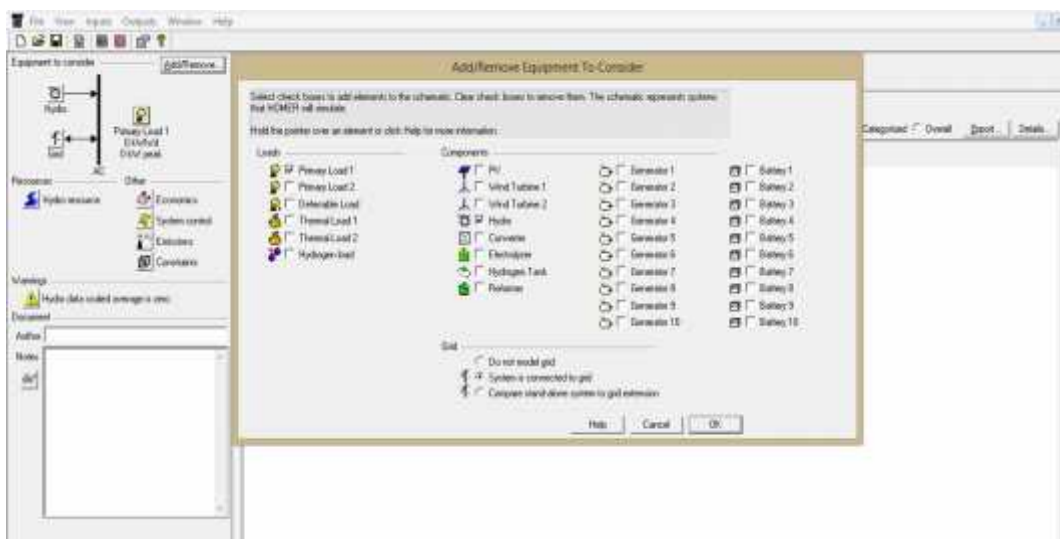 File View Inputs Outputs Window Help
Equipment to consider
Add/Remove...
Hydro
Primary Load 1
0 kWh/d
0 kW peak
Grid
AC
Resources
Other
Hydro resource
Economics
System control
Emissions
Constraints
Warnings
Hydro data scaled average is zero.
Document
Author
Notes
Add/Remove Equipment To Consider
Select check boxes to add elements to the schematic. Clear check boxes to remove them. The schematic represents systems
that HOMER will simulate.
Hold the pointer over an element or click Help for more information.
Loads
Primary Load 1
Primary Load 2
Deferrable Load
Thermal Load 1
Thermal Load 2
Hydrogen load
Components
PV
Wind Turbine 1
Wind Turbine 2
Hydro
Converter
Electrolyzer
Hydrogen Tank
Reformer
Generator 1
Generator 2
Generator 3
Generator 4
Generator 5
Generator 6
Generator 7
Generator 8
Generator 9
Generator 10
Battery 1
Battery 2
Battery 3
Battery 4
Battery 5
Battery 6
Battery 7
Battery 8
Battery 9
Battery 10
Grid
Do not model grid
System is connected to grid
Compare stand-alone system to grid extension
Help
Cancel
OK
Categorized
Overall
Export...
Details...